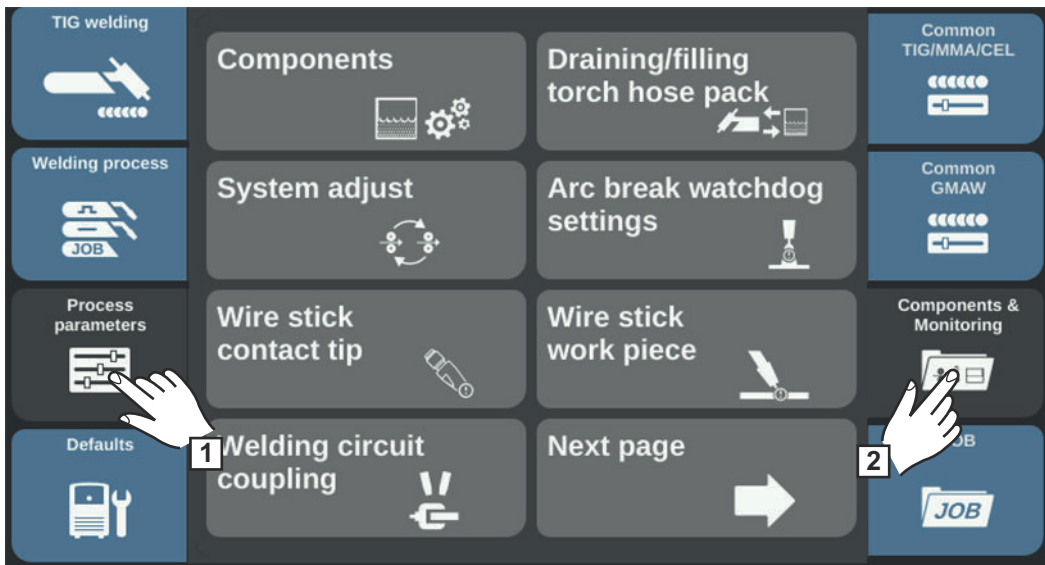 TIG welding
Welding process
JOB
Process
parameters
1
Defaults
Components
Draining/filling
torch hose pack
System adjust
Arc break watchdog
settings
Wire stick
contact tip
Wire stick
work piece
Welding circuit
coupling
Next page
Common
TIG/MMA/CEL
Common
GMAW
Components &
Monitoring
2
JOB